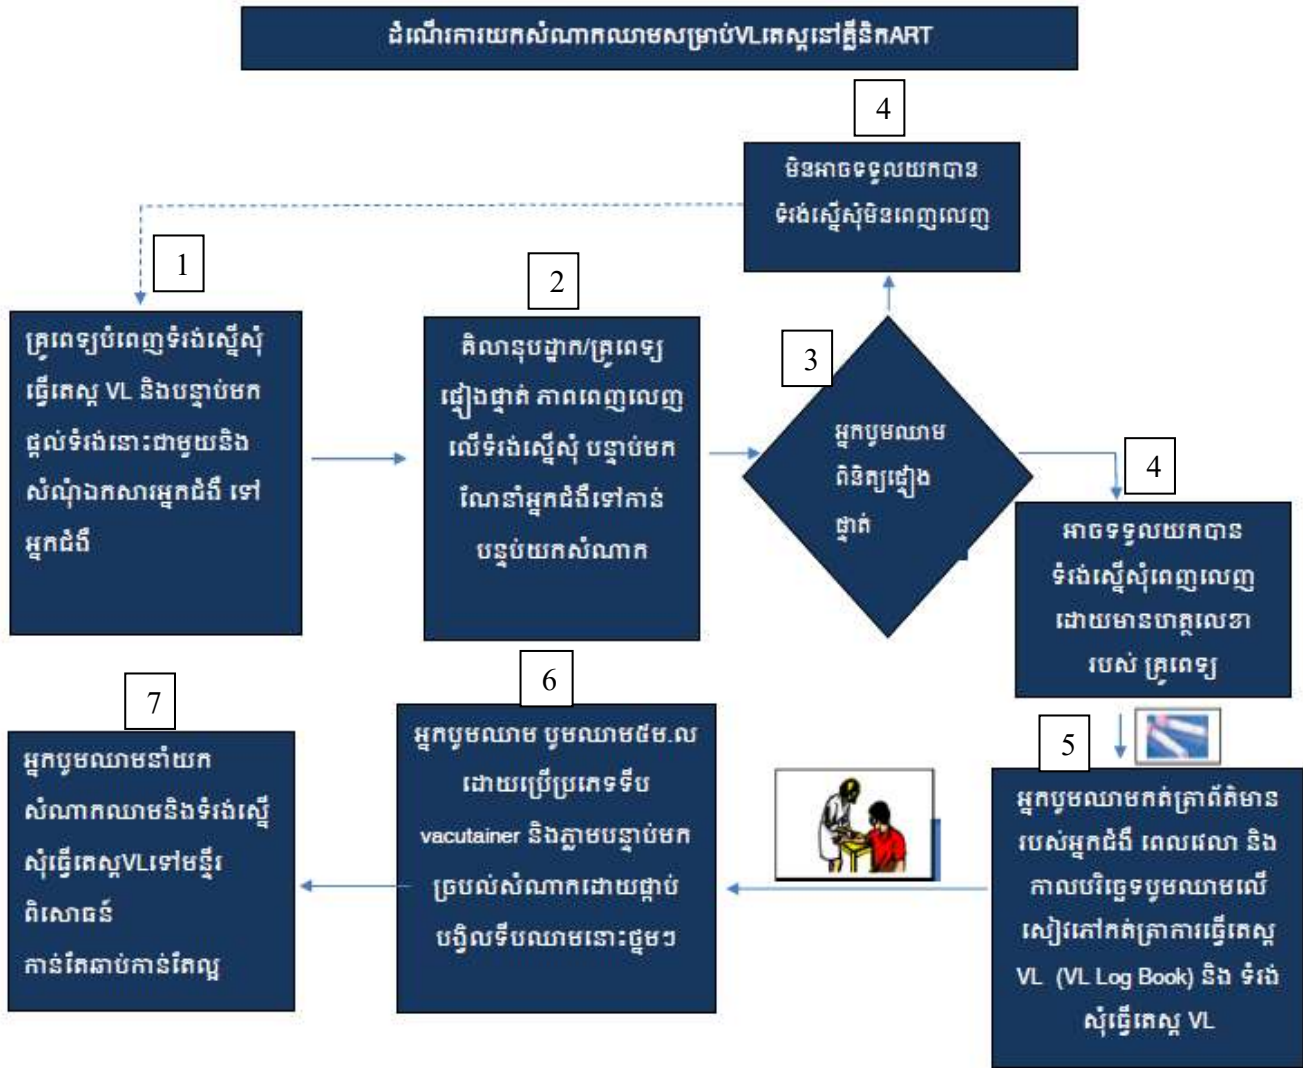 ដំណើរការយកសំណាកឈាមសម្រាប់VLតេស្តនៅគ្លីនិកART
4
មិនអាចទទួលយកបាន
ទំរង់ស្នើសុំមិនពេញលេញ
1
គ្រូពេទ្យបំពេញទំរង់ស្នើសុំ
ធ្វើតេស្ត VL និងបន្ទាប់មក
ផ្តល់ទំរង់នោះជាមួយនិង
សំណុំឯកសារអ្នកជំងឺ ទៅ
អ្នកជំងឺ
2
គិលានុបដ្ឋាក/គ្រូពេទ្យ
ផ្ទៀងផ្ទាត់ ភាពពេញលេញ
លើទំរង់ស្នើសុំ បន្ទាប់មក
ណែនាំអ្នកជំងឺទៅកាន់
បន្ទប់យកសំណាក
3
អ្នកបូមឈាម
ពិនិត្យផ្ទៀង
ផ្ទាត់
4
អាចទទួលយកបាន
ទំរង់ស្នើសុំពេញលេញ
ដោយមានហត្ថលេខា
របស់ គ្រូពេទ្យ
5
អ្នកបូមឈាមកត់ត្រាព័ត៌មាន
របស់អ្នកជំងឺ ពេលវេលា និង
កាលបរិច្ឆេទបូមឈាមលើ
សៀវភៅកត់ត្រាការធ្វើតេស្ត
VL (VL Log Book) និង ទំរង់
សុំធ្វើតេស្ត VL
6
អ្នកបូមឈាម បូមឈាម៥ម.ល
ដោយប្រើប្រភេទទីប
vacutainer និងភ្លាមបន្ទាប់មក
ច្របល់សំណាកដោយផ្កាប់
បង្វិលទីបឈាមនោះថ្នមៗ
7
អ្នកបូមឈាមនាំយក
សំណាកឈាមនិងទំរង់ស្នើ
សុំធ្វើតេស្តVLទៅមន្ទីរ
ពិសោធន៍
កាន់តែឆាប់កាន់តែល្អ